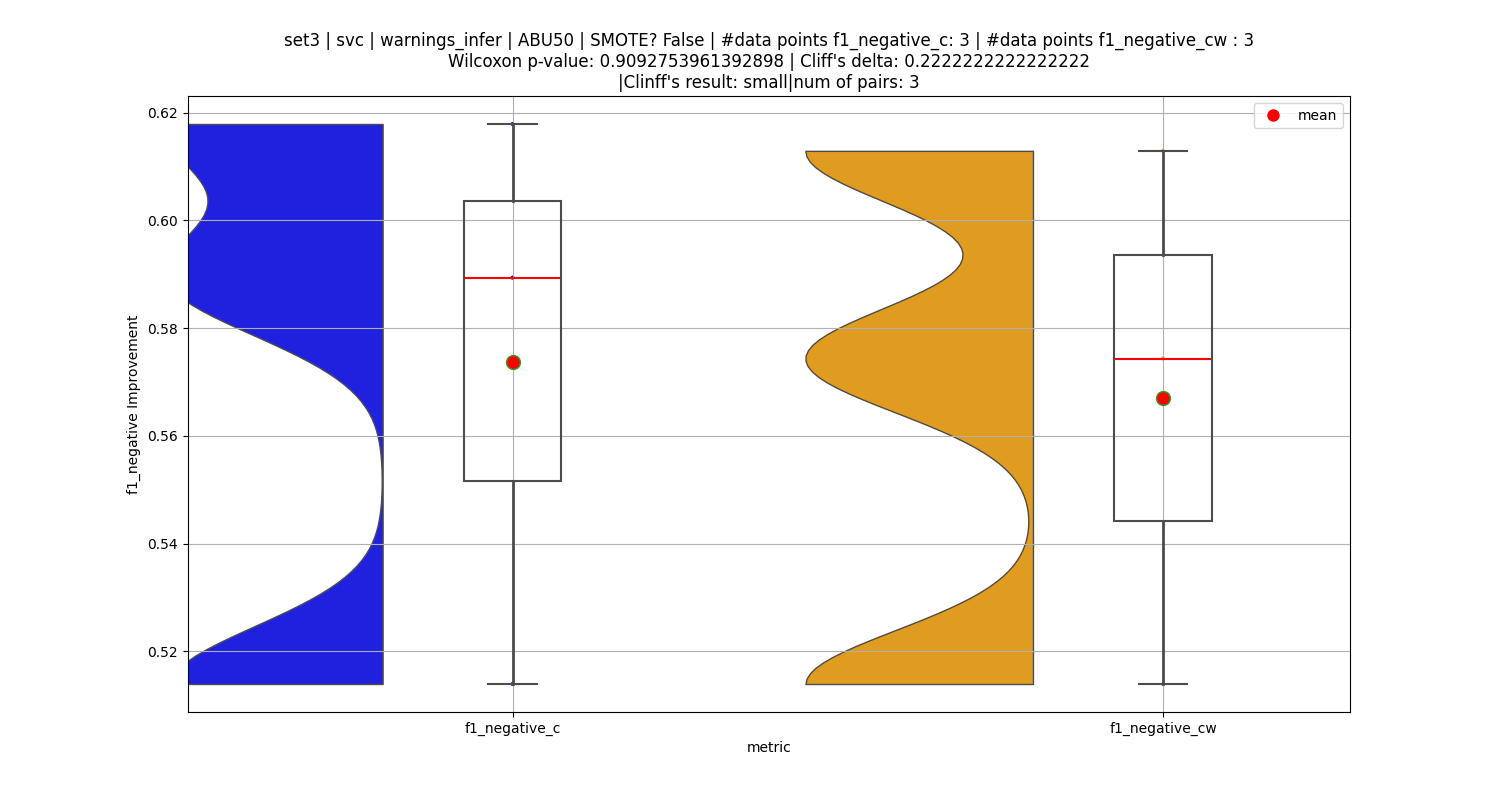 set3 | svc | warnings_infer | ABU50 | SMOTE? False | #data points f1_negative_c: 3 | #data points f1_negative_cw : 3
Wilcoxon p-value: 0.9092753961392898 | Cliff's delta: 0.2222222222222222
|Clinff's result: small|num of pairs: 3
mean
0.62
0.60
0.58
0.56
0.54
0.52
f1_negative Improvement
f1_negative_c
f1_negative_cw
metric